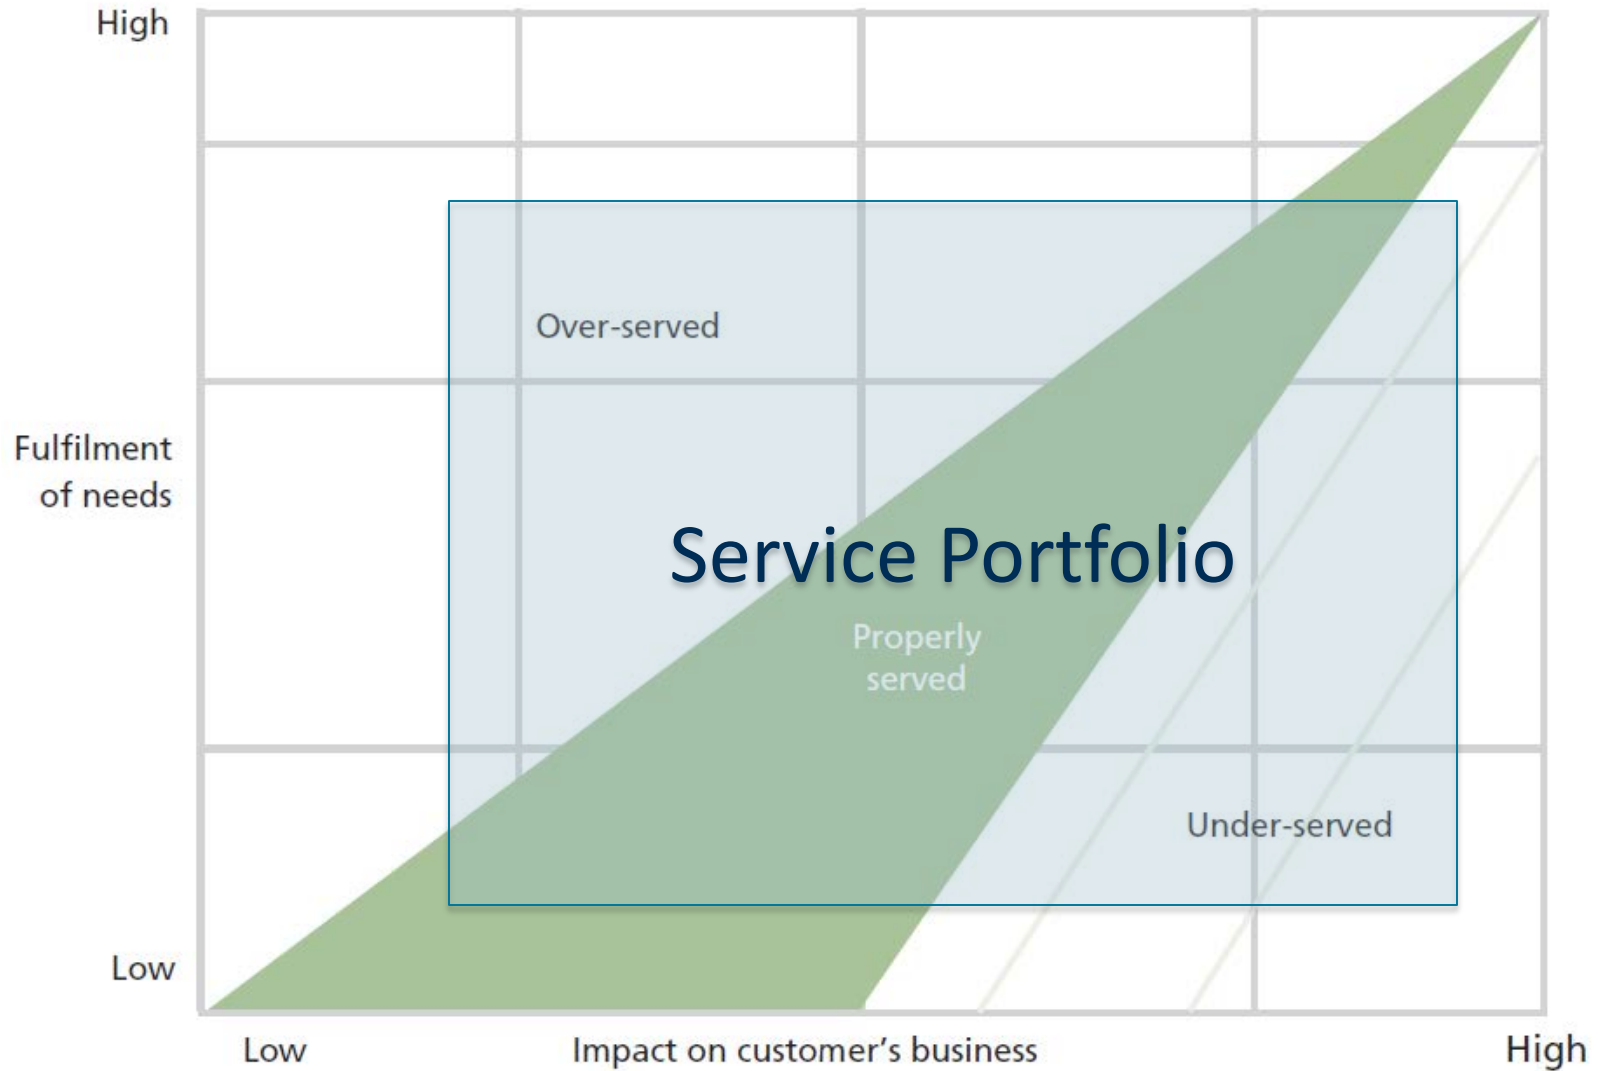 High
Over-served
Fulfilment
of needs
Service Portfolio
Properly
served
Under-served
Low
Low
Impact on customer’s business
High